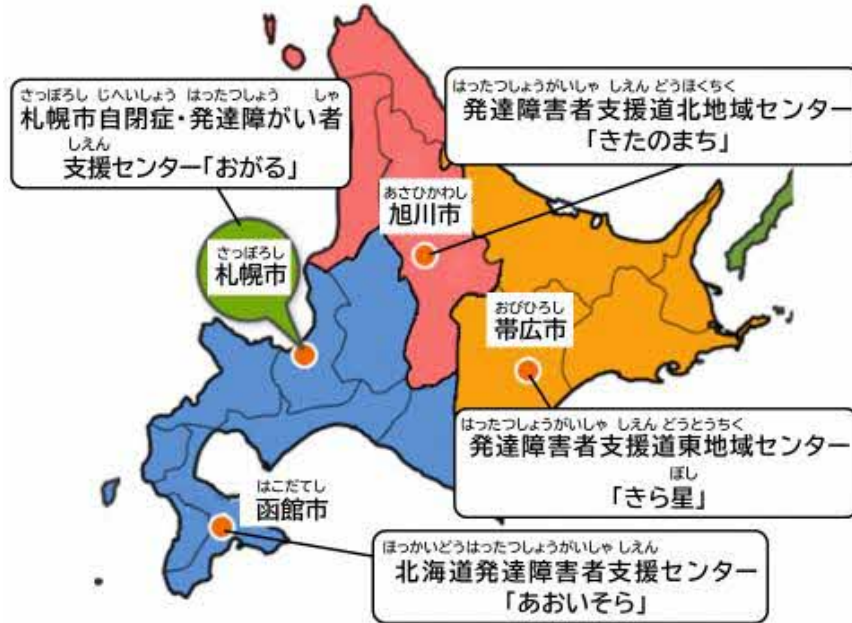 さっぽろし じへいしょう はったつしょう しゃ
札幌市自閉症・発達障がい者
しえん
支援センター「おがる」
はったつしょうがいしゃ しえん どうほくちく
発達障害者支援道北地域センター
「きたのまち」
あさひかわし
旭川市
さっぽろし
札幌市
おびひろし
帯広市
はったつしょうがいしゃ しえん どうとうちく
発達障害者支援道東地域センター
ぼし
「きら星」
はこだてし
函館市
ほっかいどうはったつしょうがいしゃ しえん
北海道発達障害者支援センター
「あおいそら」